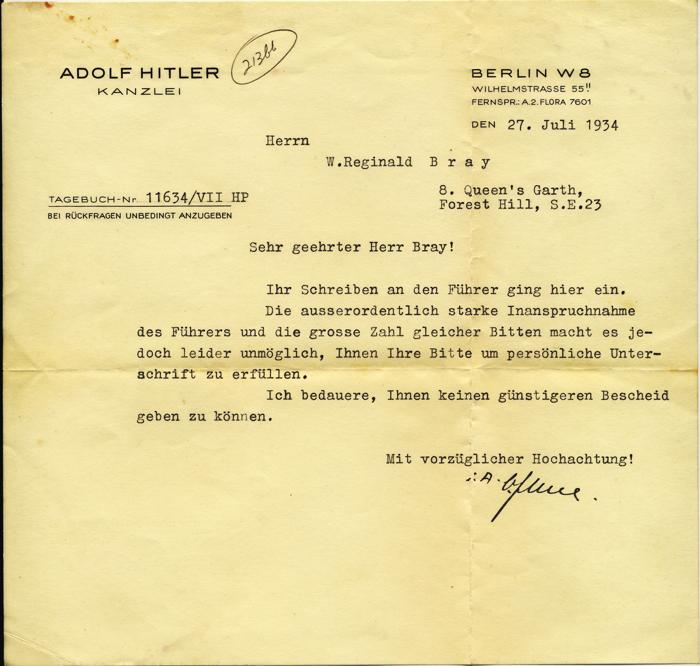 2136b
ADOLF HITLER
KANZLEI
BERLIN W8
WILHELMSTRASSE 55 II
FERNSPR.: A.2. FLORA 7601
DEN 27. Juli 1934
Herrn
W.Reginald B r a y
8. Queen's Garth,
Forest Hill, S.E.23
TAGEBUCH-Nr. 11634/VII HP
BEI RÜCKFRAGEN UNBEDINGT ANZUGEBEN
Sehr geehrter Herr Bray!
Ihr Schreiben an den Führer ging hier ein.
Die ausserordentlich starke Inanspruchnahme
des Führers und die grosse Zahl gleicher Bitten macht es je-
doch leider unmöglich, Ihnen Ihre Bitte um persönliche Unter-
schrift zu erfüllen.
Ich bedauere, Ihnen keinen günstigeren Bescheid
geben zu können.
Mit vorzüglicher Hochachtung!
i.A.